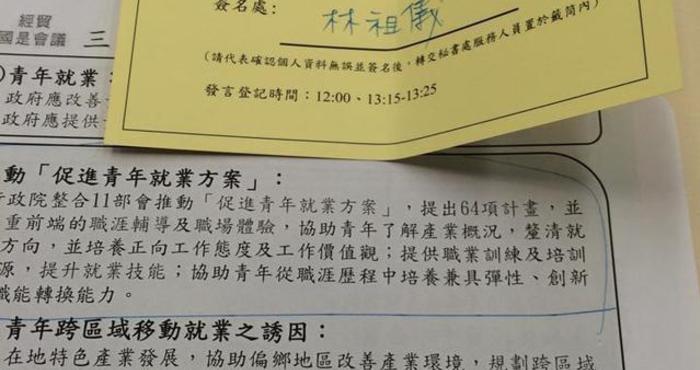 簽名處：
林祖儀
（請代表確認個人資料無誤並簽名後，轉交秘書處服務人員置於籤筒內）
發言登記時間：12:00、13:15-13:25
經貿
國是會議
三
）青年就業：
政府應改善
政府應提供
動「促進青年就業方案」：
政院整合11部會推動「促進青年就業方案」，提出64項計畫，並
重前端的職涯輔導及職場體驗，協助青年了解產業概況，釐清就
方向，並培養正向工作態度及工作價值觀；提供職業訓練及培訓
源，提升就業技能；協助青年從職涯歷程中培養兼具彈性、創新
職能轉換能力。
青年跨區域移動就業之誘因：
在地特色產業發展，協助偏鄉地區改善產業環境，規劃跨區域